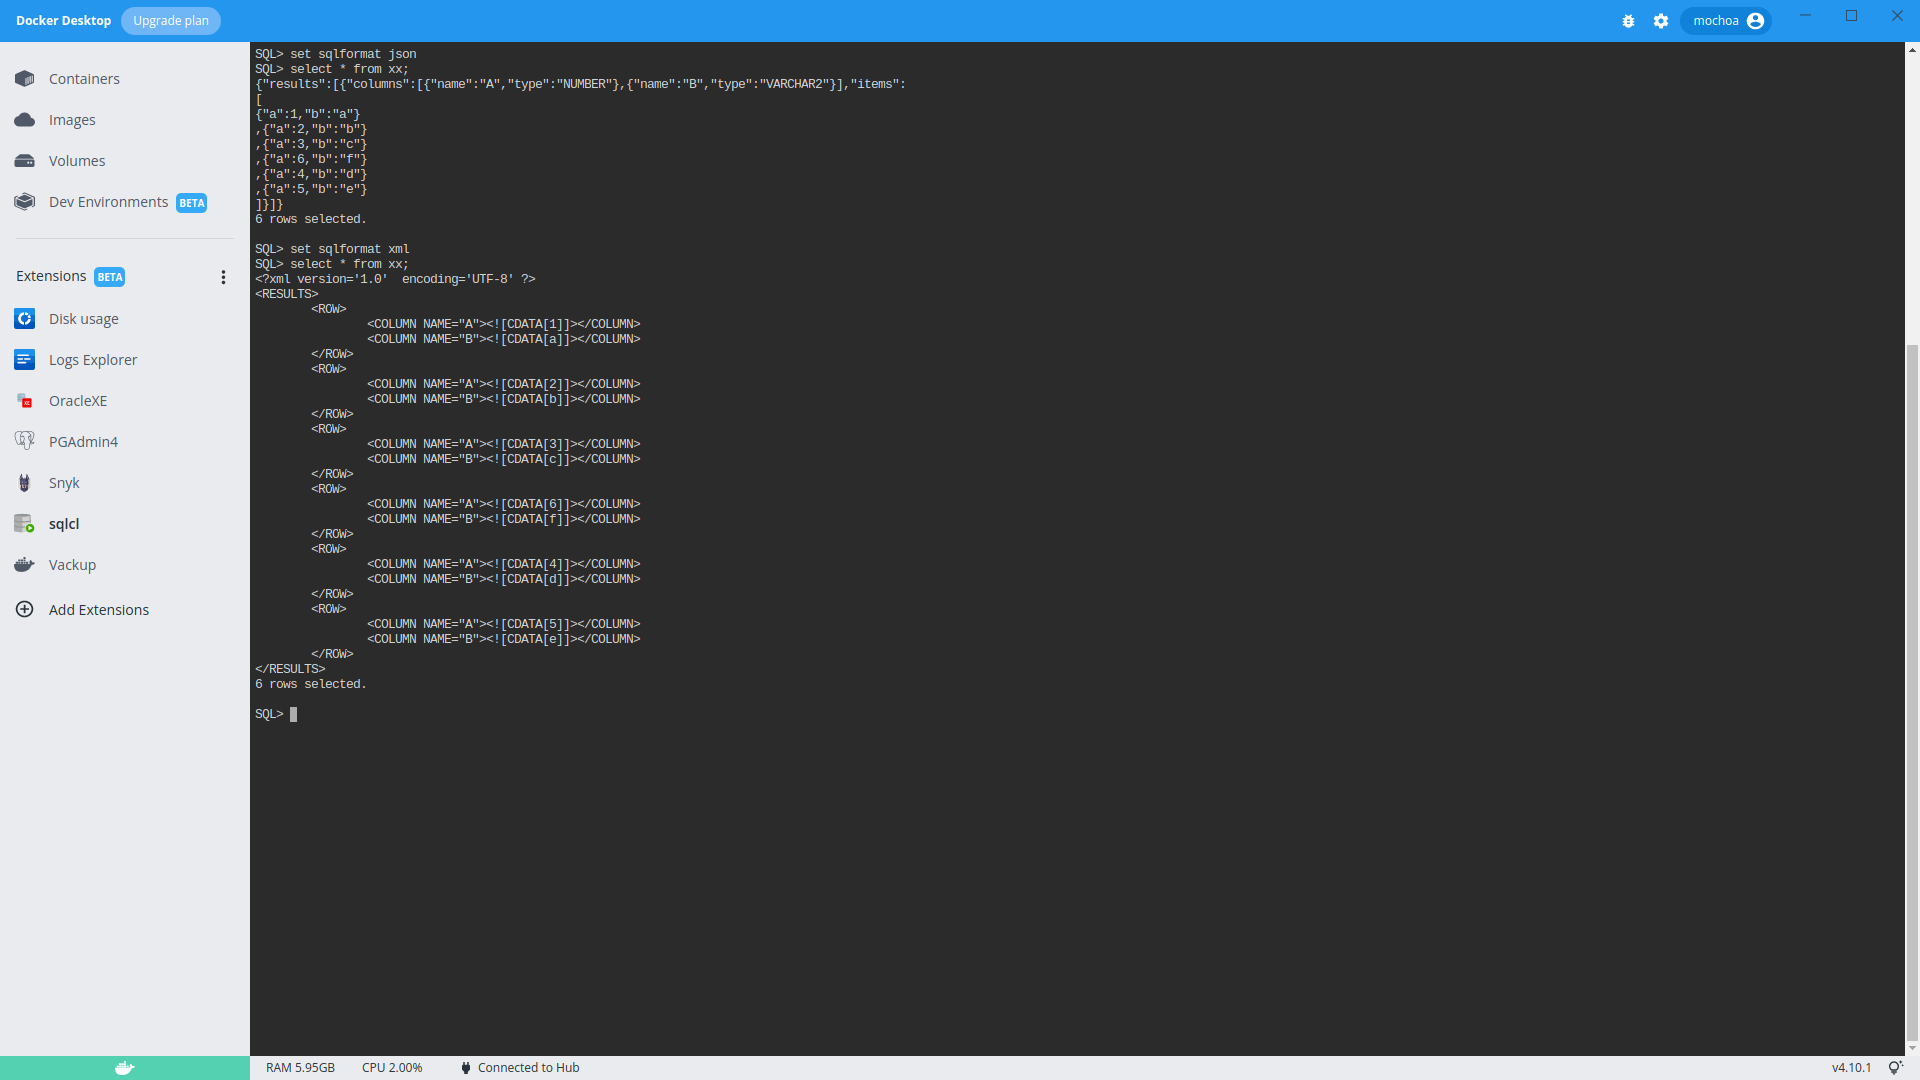 Docker Desktop
Upgrade plan
mochoa
Containers
Images
Volumes
Dev Environments BETA
Extensions BETA
Disk usage
Logs Explorer
OracleXE
PGAdmin4
Snyk
sqlcl
Vackup
Add Extensions
SQL> set sqlformat json
SQL> select * from xx;
{"results":[{"columns":[{"name":"A","type":"NUMBER"},{"name":"B","type":"VARCHAR2"}],"items":
[
{"a":1,"b":"a"}
,{"a":2,"b":"b"}
,{"a":3,"b":"c"}
,{"a":6,"b":"f"}
,{"a":4,"b":"d"}
,{"a":5,"b":"e"}
]}]}
6 rows selected.
SQL> set sqlformat xml
SQL> select * from xx;
<?xml version='1.0'  encoding='UTF-8' ?>
<RESULTS>
<ROW>
<COLUMN NAME="A"><![CDATA[1]]></COLUMN>
<COLUMN NAME="B"><![CDATA[a]]></COLUMN>
</ROW>
<ROW>
<COLUMN NAME="A"><![CDATA[2]]></COLUMN>
<COLUMN NAME="B"><![CDATA[b]]></COLUMN>
</ROW>
<ROW>
<COLUMN NAME="A"><![CDATA[3]]></COLUMN>
<COLUMN NAME="B"><![CDATA[c]]></COLUMN>
</ROW>
<ROW>
<COLUMN NAME="A"><![CDATA[6]]></COLUMN>
<COLUMN NAME="B"><![CDATA[f]]></COLUMN>
</ROW>
<ROW>
<COLUMN NAME="A"><![CDATA[4]]></COLUMN>
<COLUMN NAME="B"><![CDATA[d]]></COLUMN>
</ROW>
<ROW>
<COLUMN NAME="A"><![CDATA[5]]></COLUMN>
<COLUMN NAME="B"><![CDATA[e]]></COLUMN>
</ROW>
</RESULTS>
6 rows selected.
SQL>
RAM 5.95GB CPU 2.00% Connected to Hub v4.10.1